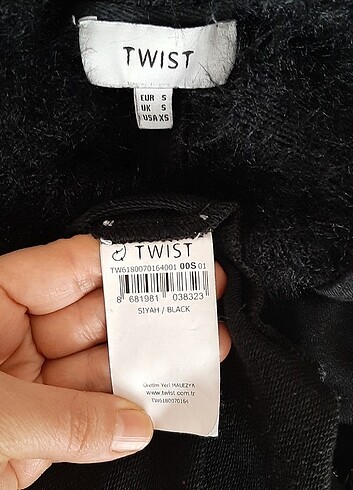 TWIST
EUR S
UK S
USA XS
TWIST
TW6180070164001 00S 01
8 681981 038323
SIYAH / BLACK
Üretim Yeri MALEZYA
www.twist.com.tr
TW6180070164